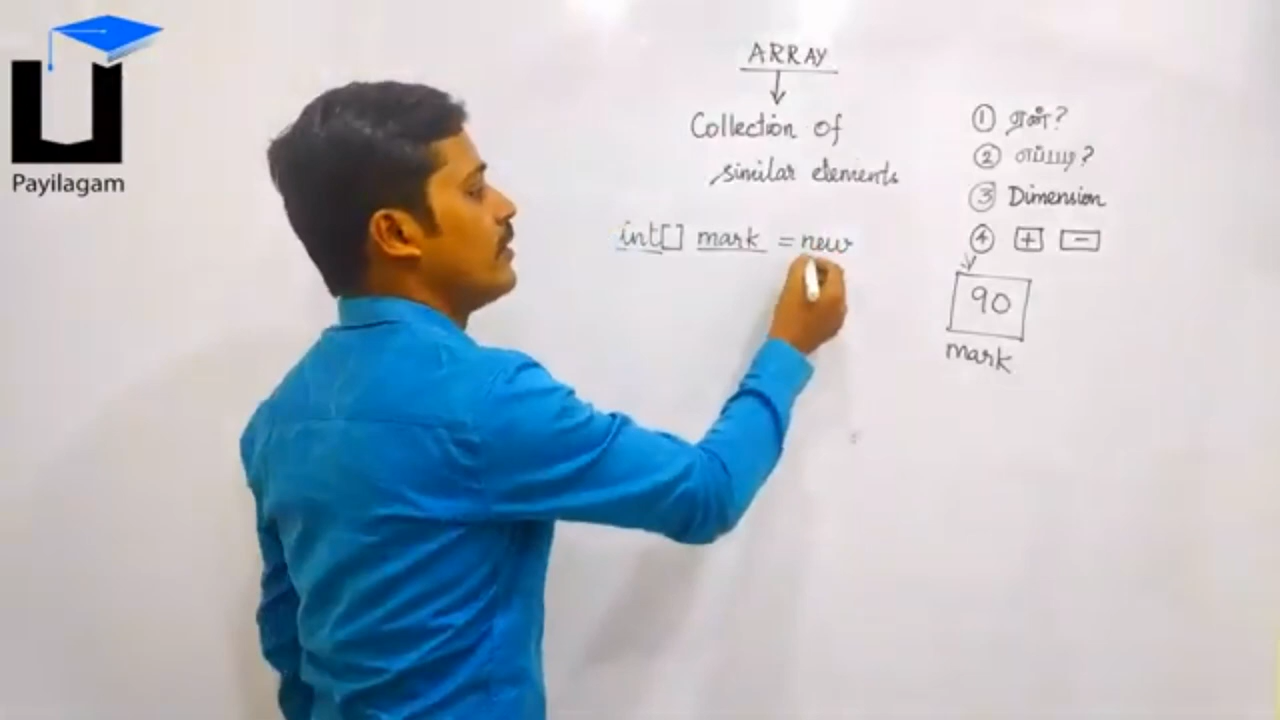 Payilagam
ARRAY
Collection of
similar elements
int[] mark = new
① ஏன்?
② எப்படி?
③ Dimension
④ + -
90
mark